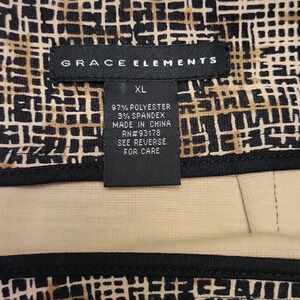 GRACE ELEMENTS
XL
97% POLYESTER
3% SPANDEX
MADE IN CHINA
RN#93178
SEE REVERSE
FOR CARE